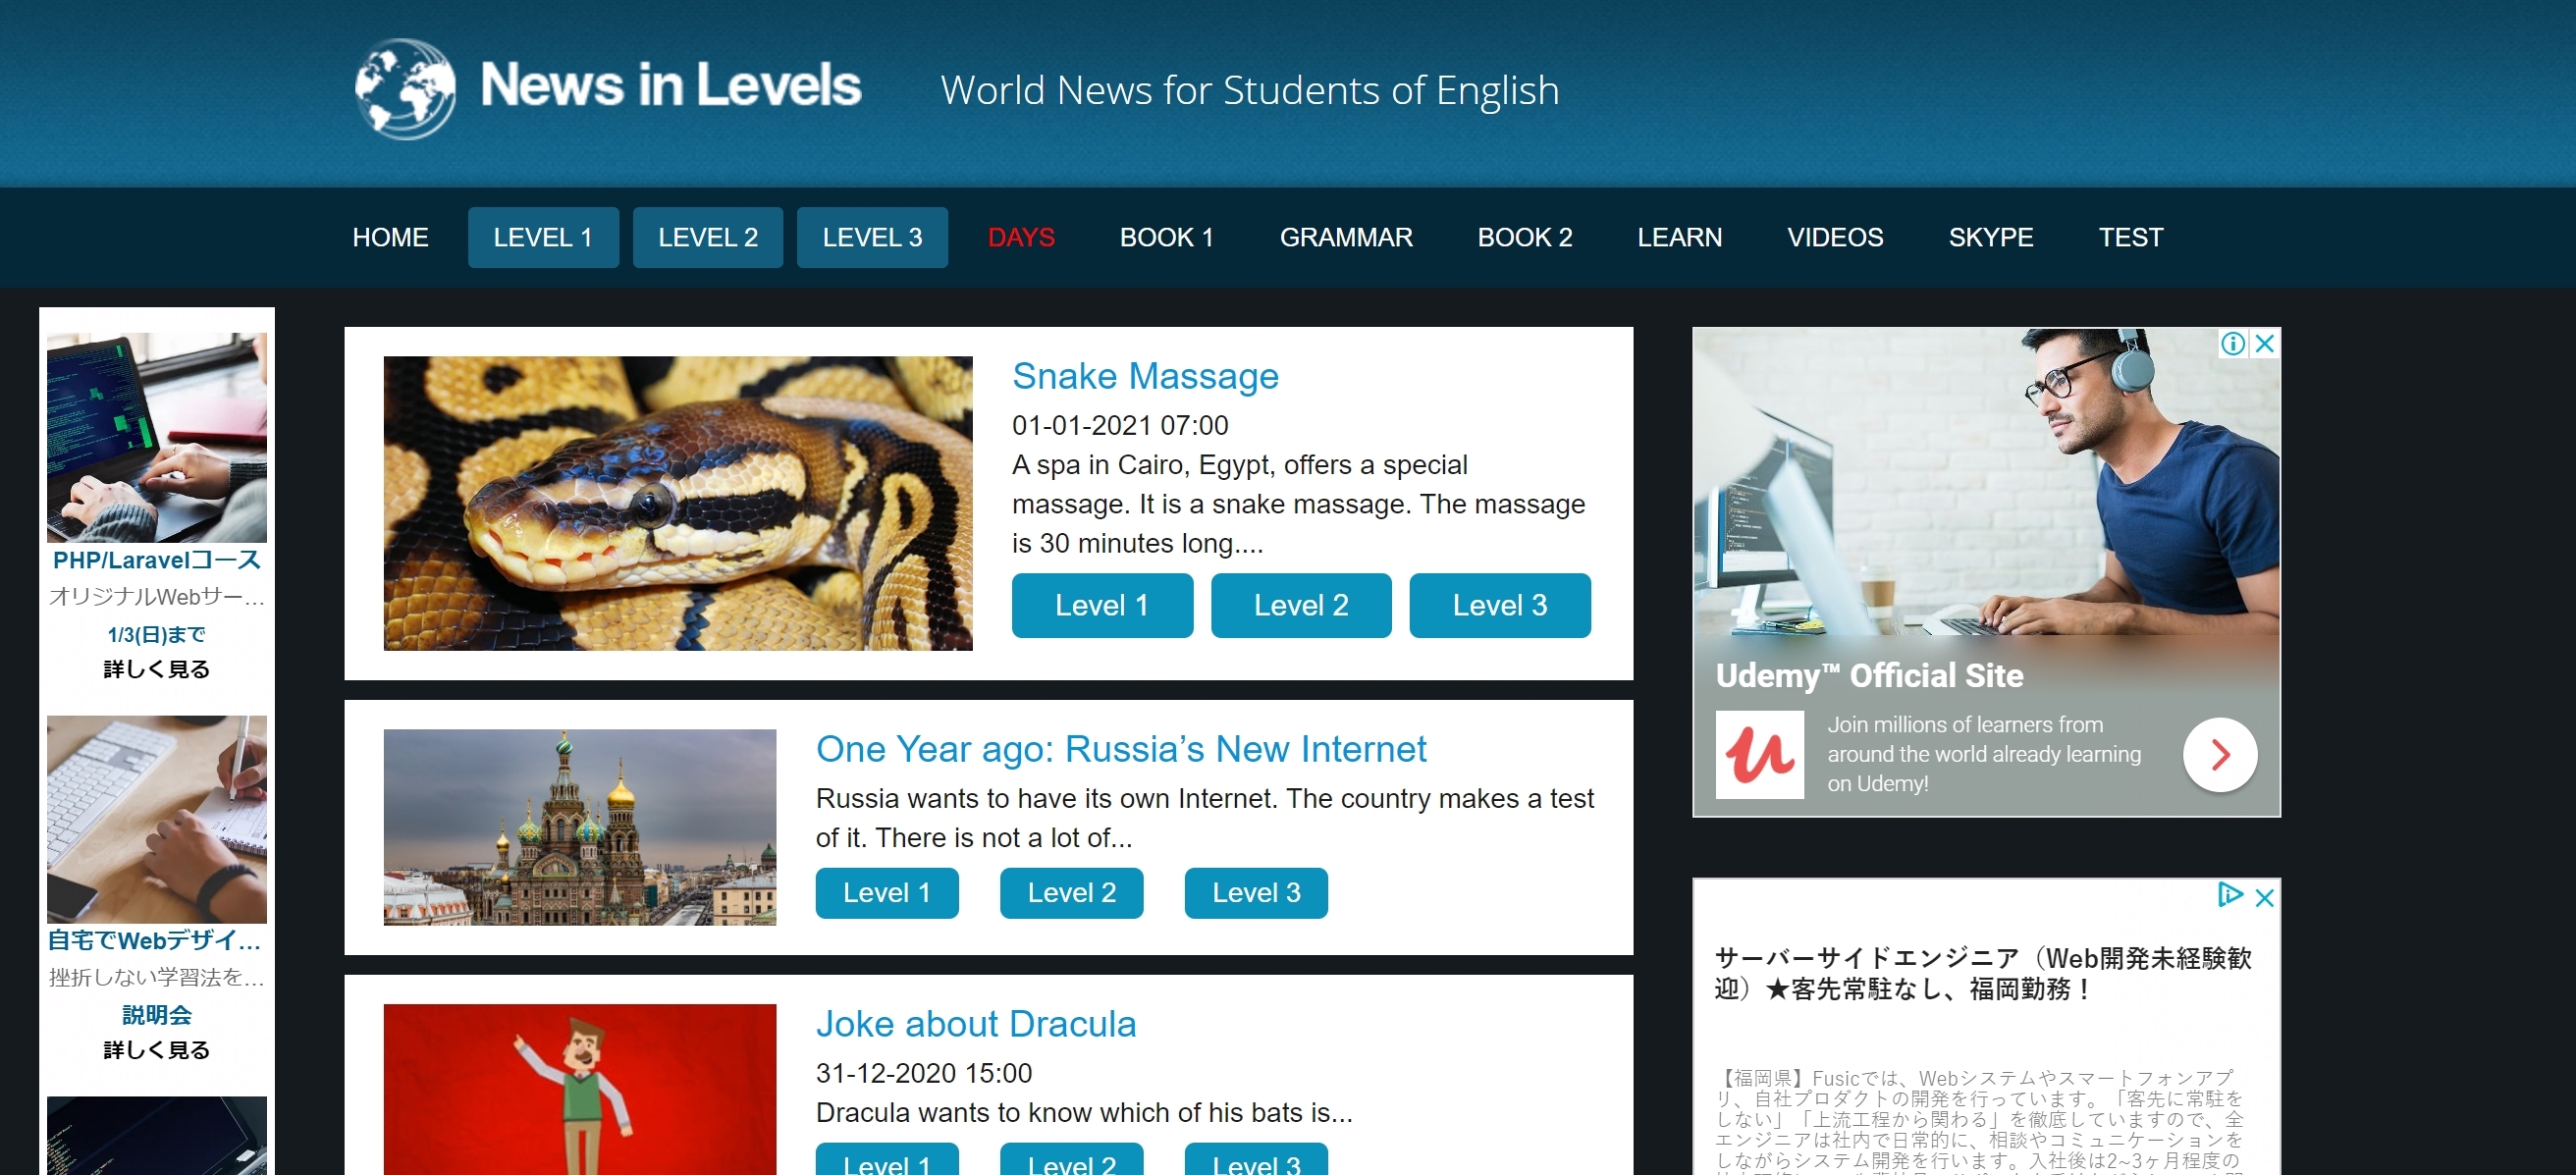 News in Levels
World News for Students of English
HOME
LEVEL 1
LEVEL 2
LEVEL 3
DAYS
BOOK 1
GRAMMAR
BOOK 2
LEARN
VIDEOS
SKYPE
TEST
PHP/Laravelコース
オリジナルWebサー...
1/3(日)まで
詳しく見る
自宅でWebデザイ...
挫折しない学習法を...
説明会
詳しく見る
Snake Massage
01-01-2021 07:00
A spa in Cairo, Egypt, offers a special
massage. It is a snake massage. The massage
is 30 minutes long....
Level 1
Level 2
Level 3
One Year ago: Russia’s New Internet
Russia wants to have its own Internet. The country makes a test
of it. There is not a lot of...
Level 1
Level 2
Level 3
Joke about Dracula
31-12-2020 15:00
Dracula wants to know which of his bats is...
Level 1
Level 2
Level 3
Udemy™ Official Site
Join millions of learners from
around the world already learning
on Udemy!
サーバーサイドエンジニア（Web開発未経験歓
迎）★客先常駐なし、福岡勤務！
【福岡県】Fusicでは、Webシステムやスマートフォンアプ
リ、自社プロダクトの開発を行っています。「客先に常駐を
しない」「上流工程から関わる」を徹底していますので、全
エンジニアは社内で日常的に、相談やコミュニケーションを
しながらシステム開発を行います。入社後は2~3ヶ月程度の